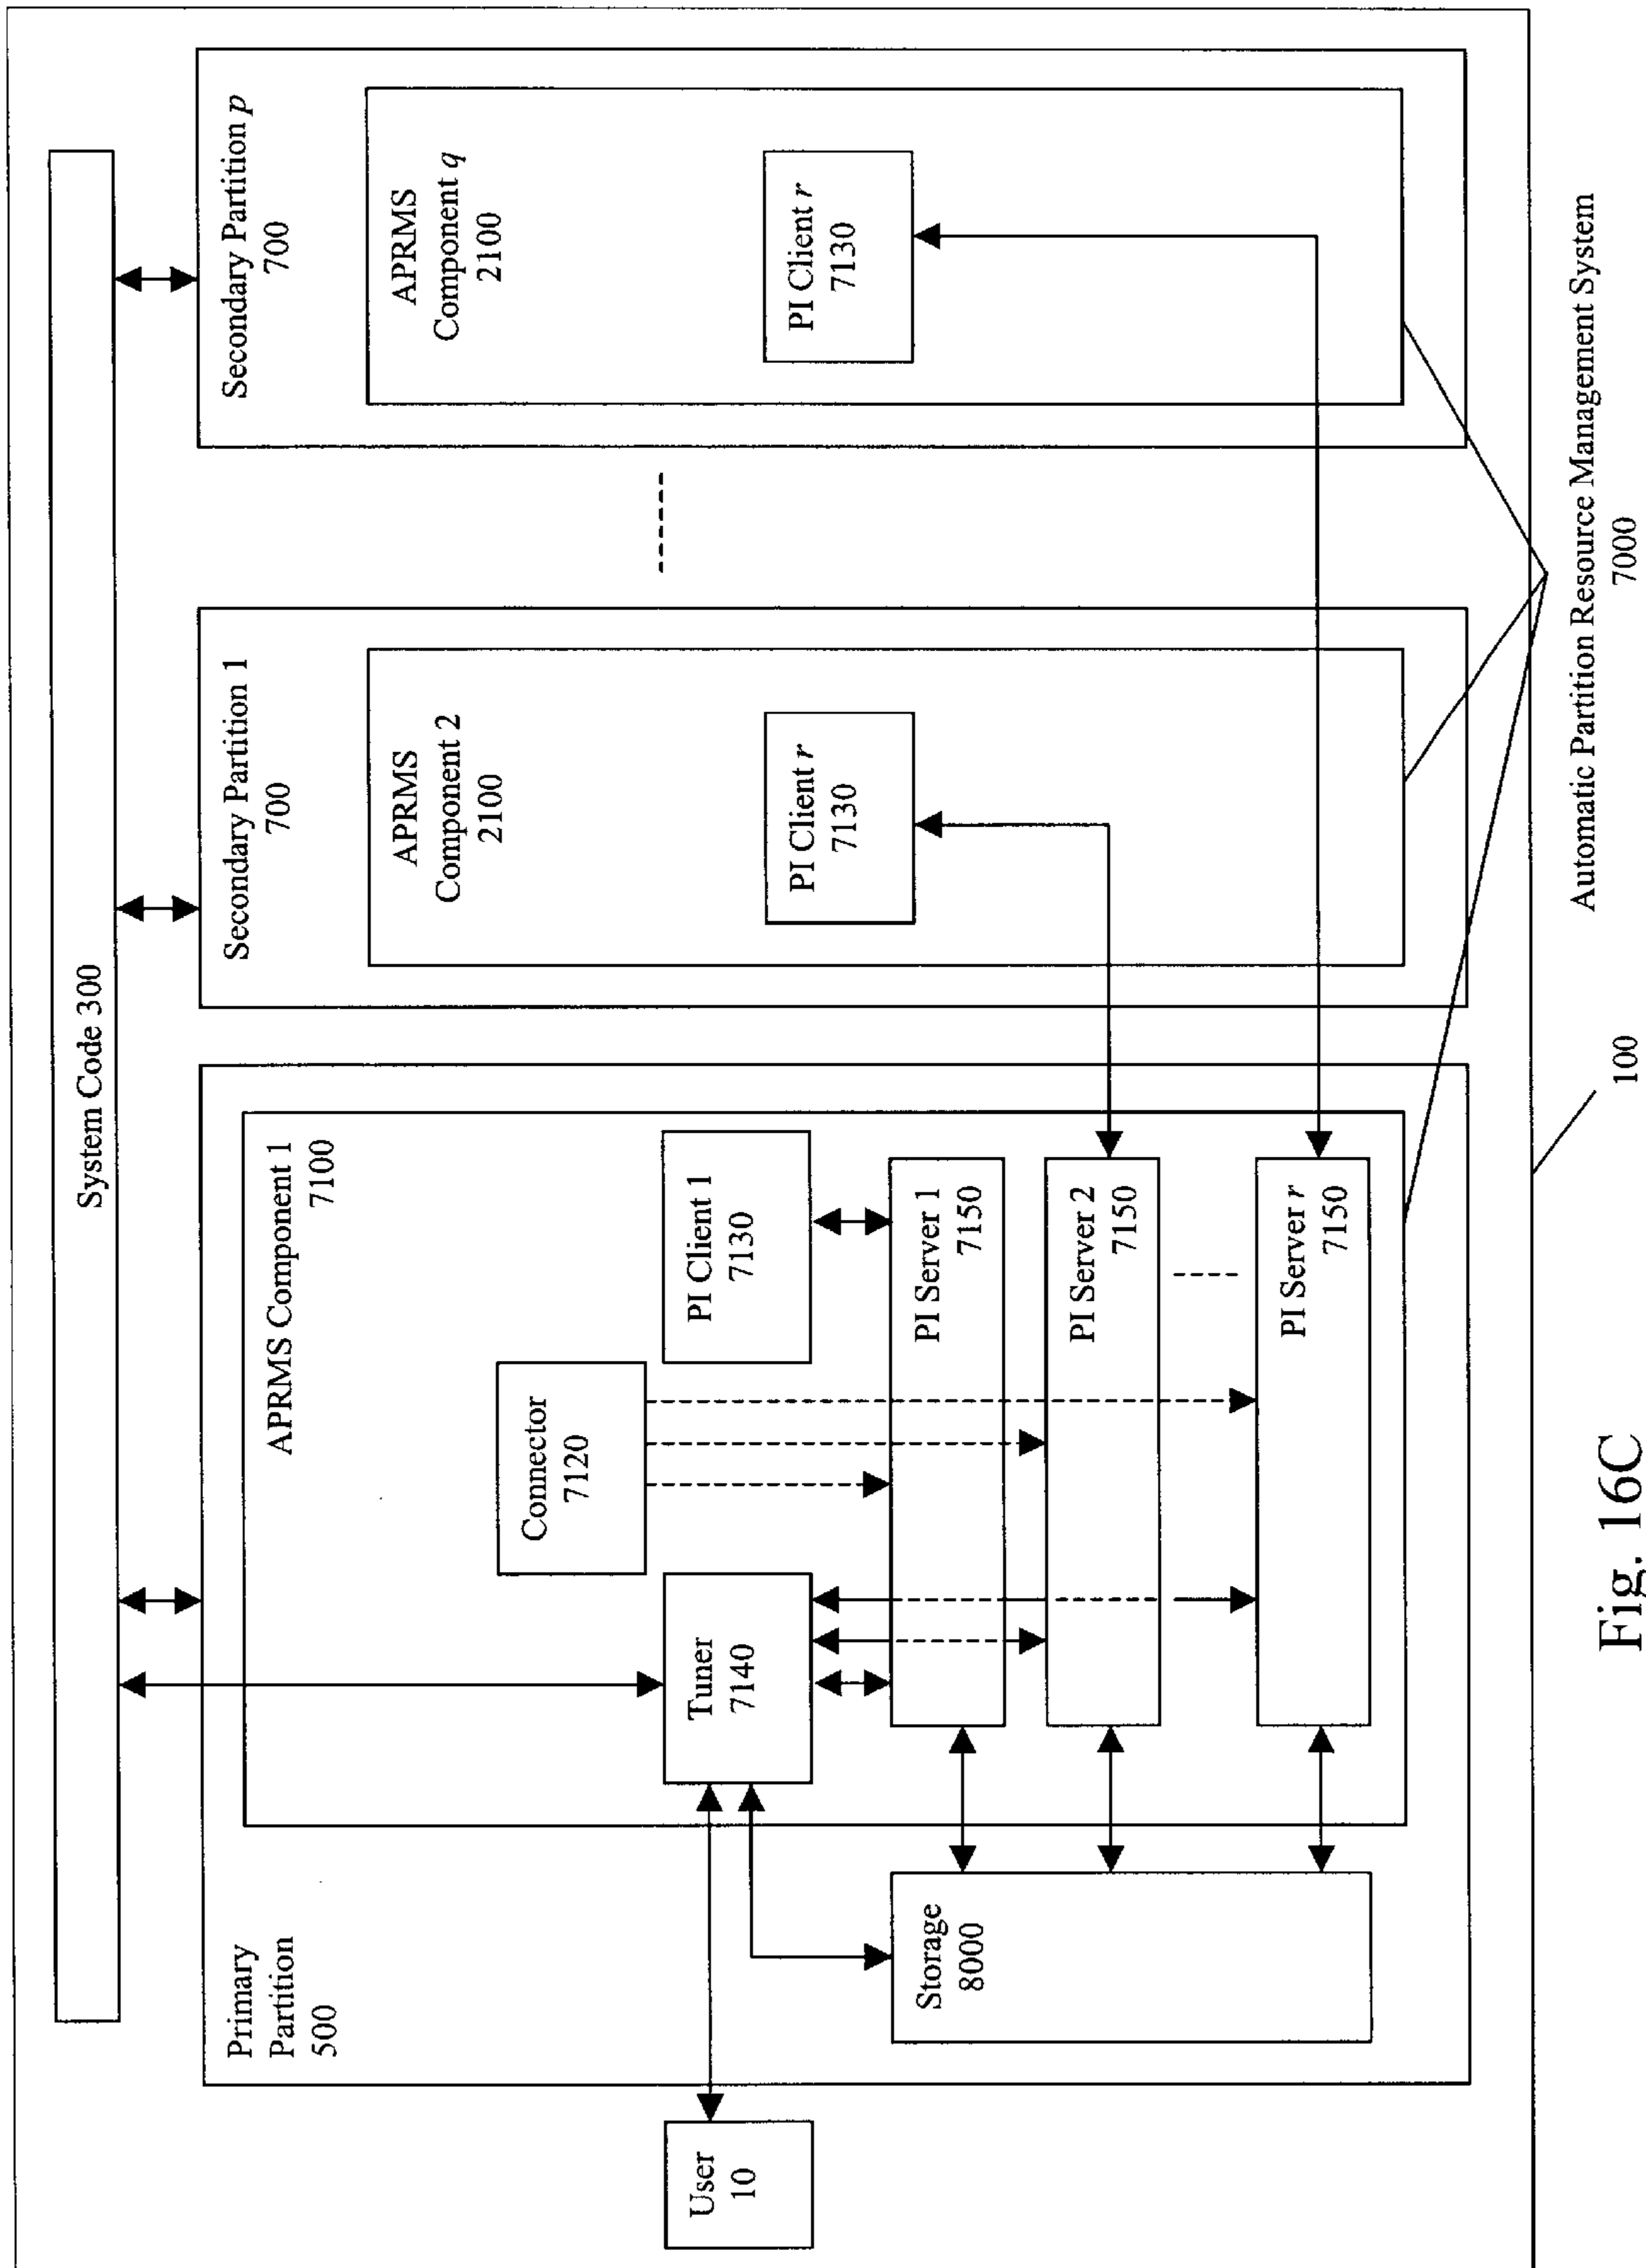 System Code 300
Primary
Partition
500
APRMS Component 1
7100
Connector
7120
Tuner
7140
PI Client 1
7130
PI Server 1
7150
PI Server 2
7150
PI Server r
7150
Storage
8000
User
10
Secondary Partition 1
700
APRMS
Component 2
2100
PI Client r
7130
Secondary Partition p
700
APRMS
Component q
2100
PI Client r
7130
100
Automatic Partition Resource Management System
7000
Fig. 16C